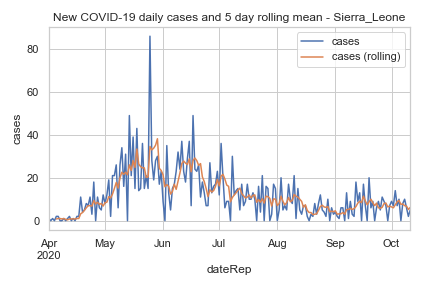 New COVID-19 daily cases and 5 day rolling mean - Sierra_Leone
cases
cases (rolling)
80
60
40
20
0
cases
Apr May Jun Jul Aug Sep Oct
2020
dateRep